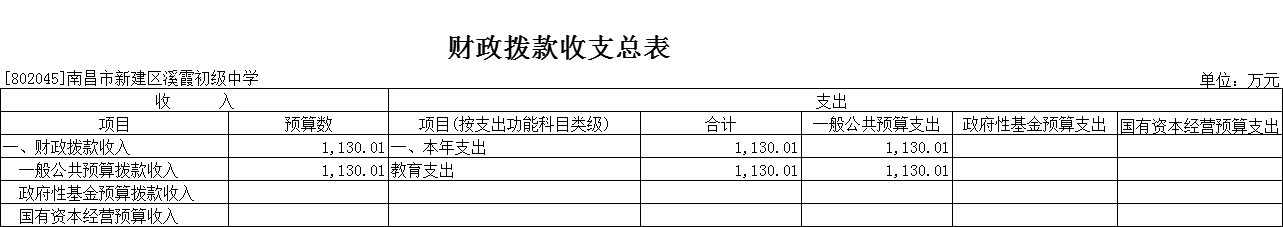 财政拨款收支总表
[802045]南昌市新建区溪霞初级中学 单位：万元
收 入 支出
项目 预算数 项目(按支出功能科目类级) 合计 一般公共预算支出 政府性基金预算支出 国有资本经营预算支出
一、财政拨款收入 1,130.01 一、本年支出 1,130.01 1,130.01
一般公共预算拨款收入 1,130.01 教育支出 1,130.01 1,130.01
政府性基金预算拨款收入
国有资本经营预算收入